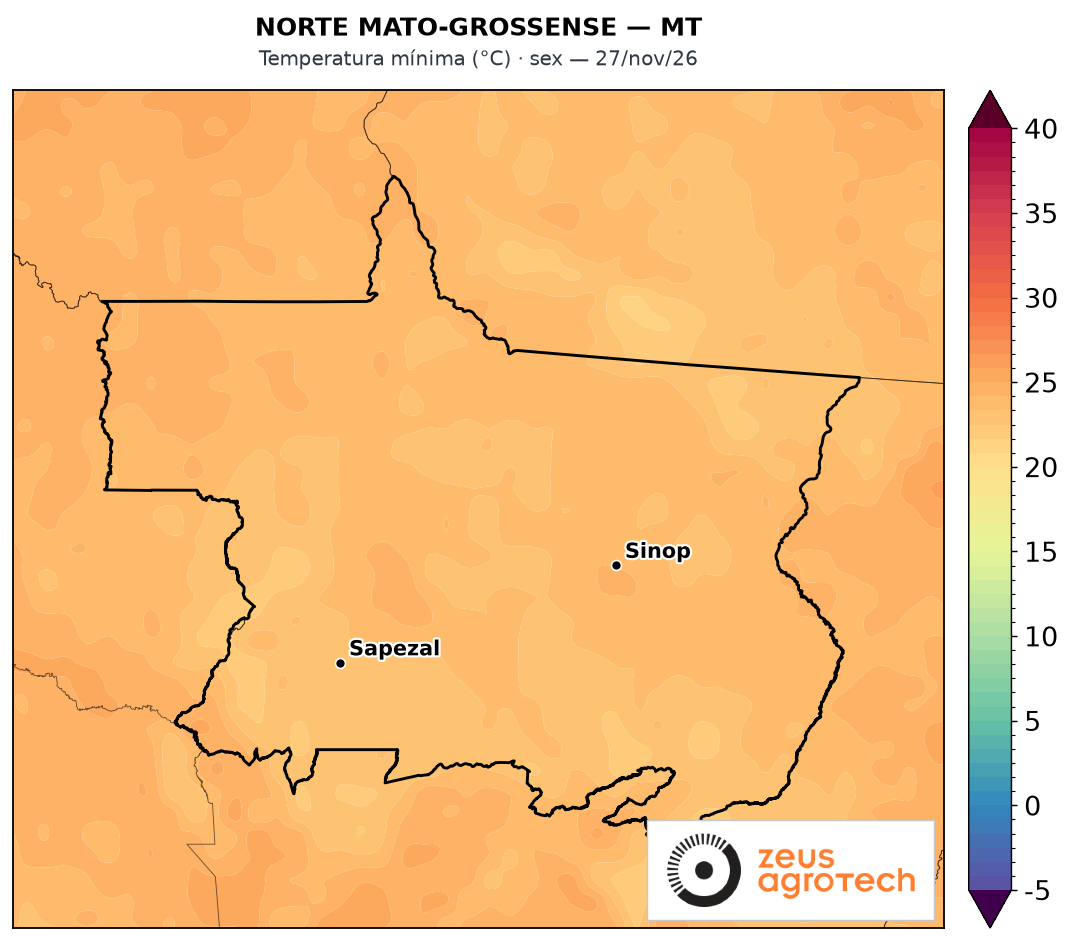 NORTE MATO-GROSSENSE — MT
Temperatura mínima (°C) · sex — 27/nov/26
40
35
30
25
20
15
10
5
0
-5
Sinop
Sapezal
zeus
agrotech